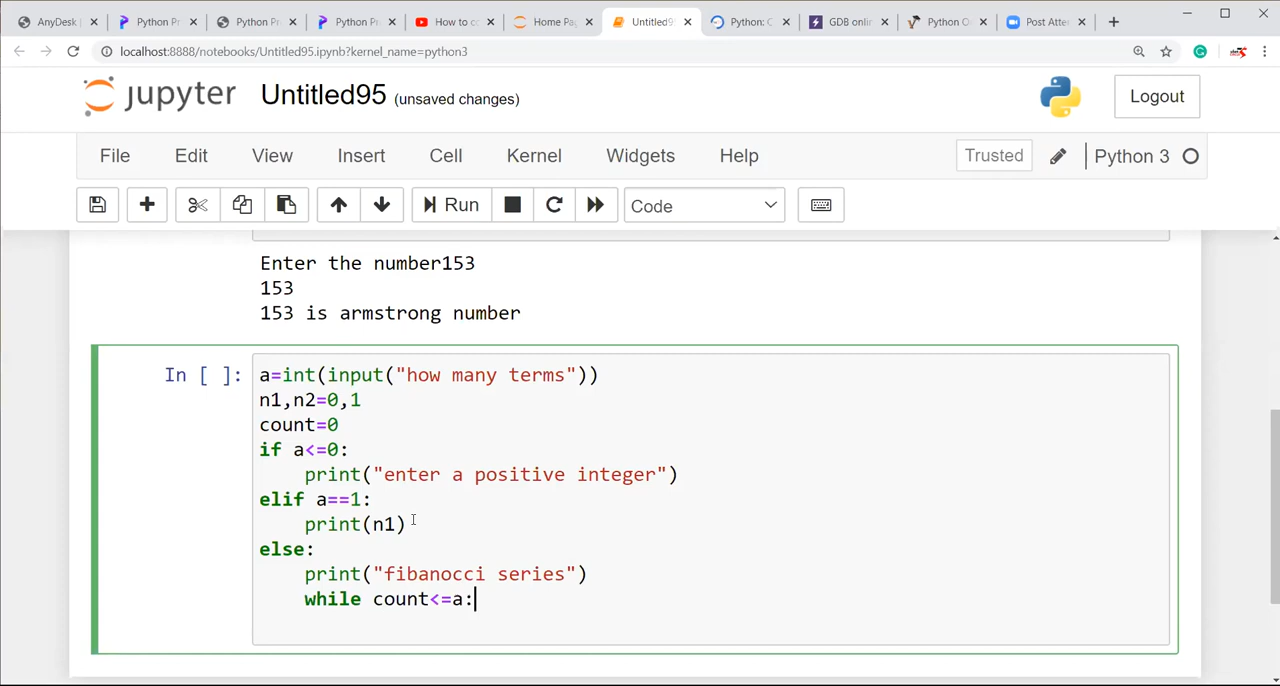 AnyDesk
Python Pr
Python Pr
Python P
How to c
Home Pa
Untitled9
Python: C
GDB onli
Python O
Post Atte
localhost:8888/notebooks/Untitled95.ipynb?kernel_name=python3
jupyter Untitled95 (unsaved changes)
Logout
File Edit View Insert Cell Kernel Widgets Help
Trusted Python 3
Run Code
Enter the number153
153
153 is armstrong number
In [ ]:
a=int(input("how many terms"))
n1,n2=0,1
count=0
if a<=0:
    print("enter a positive integer")
elif a==1:
    print(n1)
else:
    print("fibanocci series")
    while count<=a: